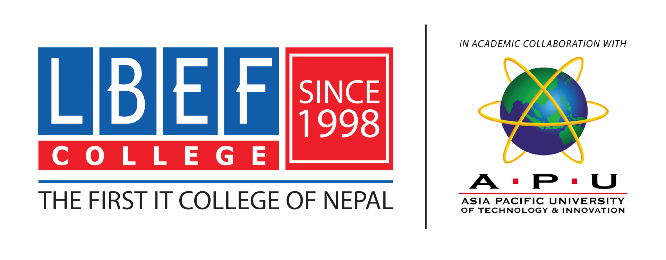 LBEF
COLLEGE
SINCE
1998
THE FIRST IT COLLEGE OF NEPAL
IN ACADEMIC COLLABORATION WITH
A·P·U
ASIA PACIFIC UNIVERSITY
OF TECHNOLOGY & INNOVATION